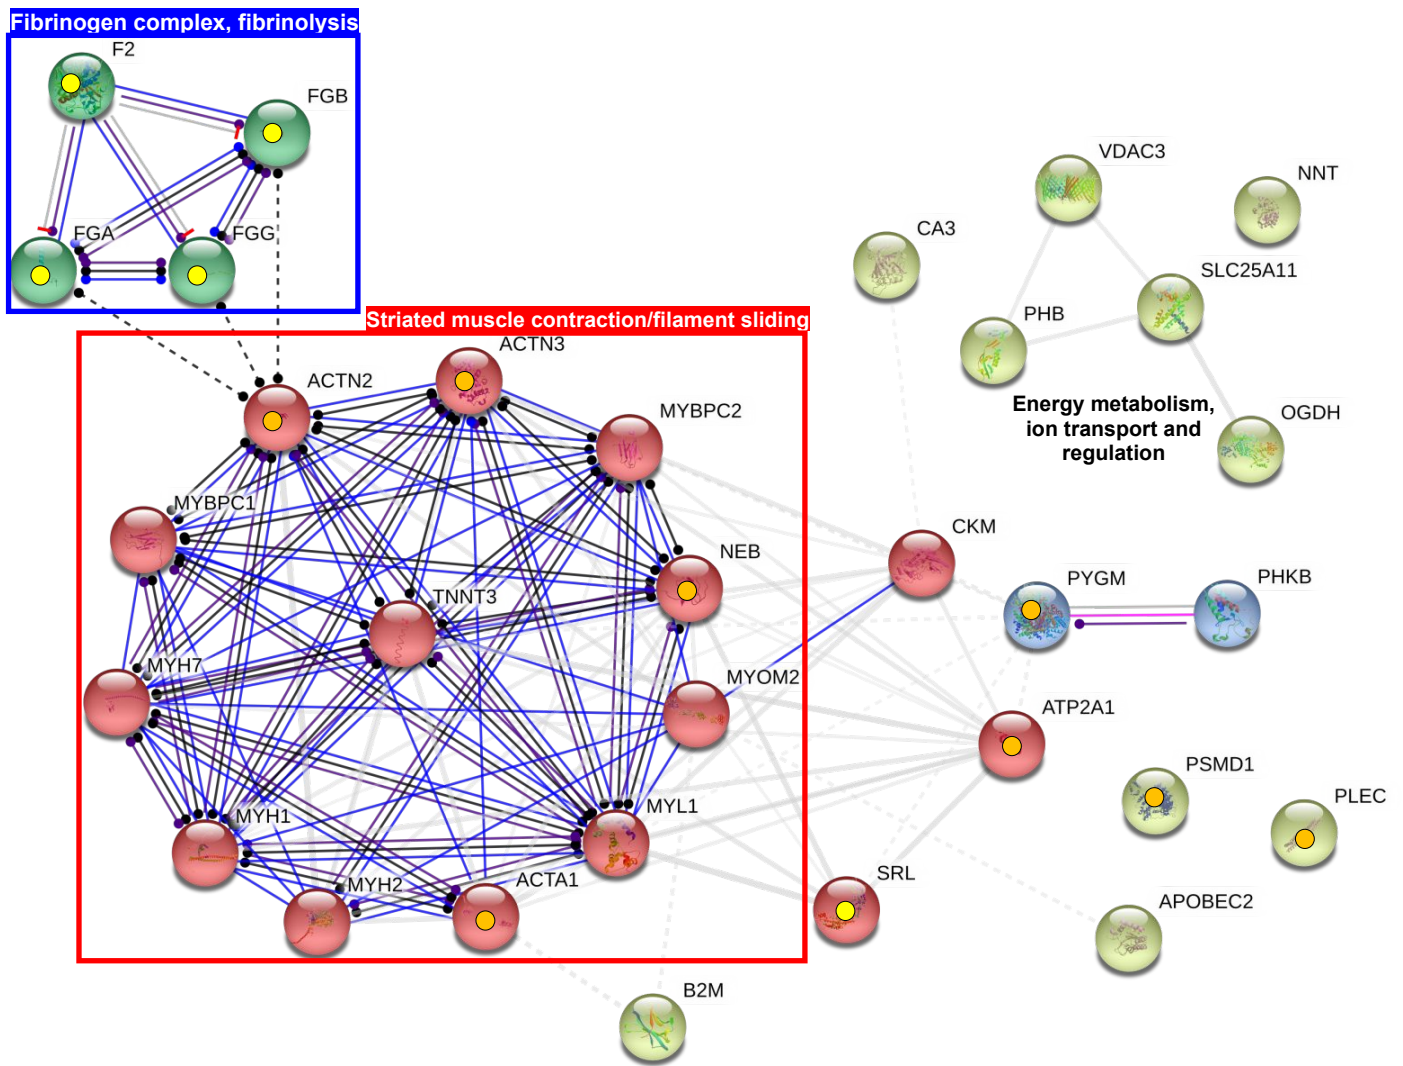 Fibrinogen complex, fibrinolysis
F2
FGB
FGA
FGG
VDAC3
NNT
CA3
SLC25A11
PHB
Striated muscle contraction/filament sliding
ACTN3
ACTN2
MYBPC2
Energy metabolism,
ion transport and
regulation
OGDH
MYBPC1
CKM
NEB
PYGM
PHKB
TNNT3
MYH7
MYOM2
ATP2A1
PSMD1
PLEC
MYH1
MYL1
MYH2
ACTA1
SRL
APOBEC2
B2M